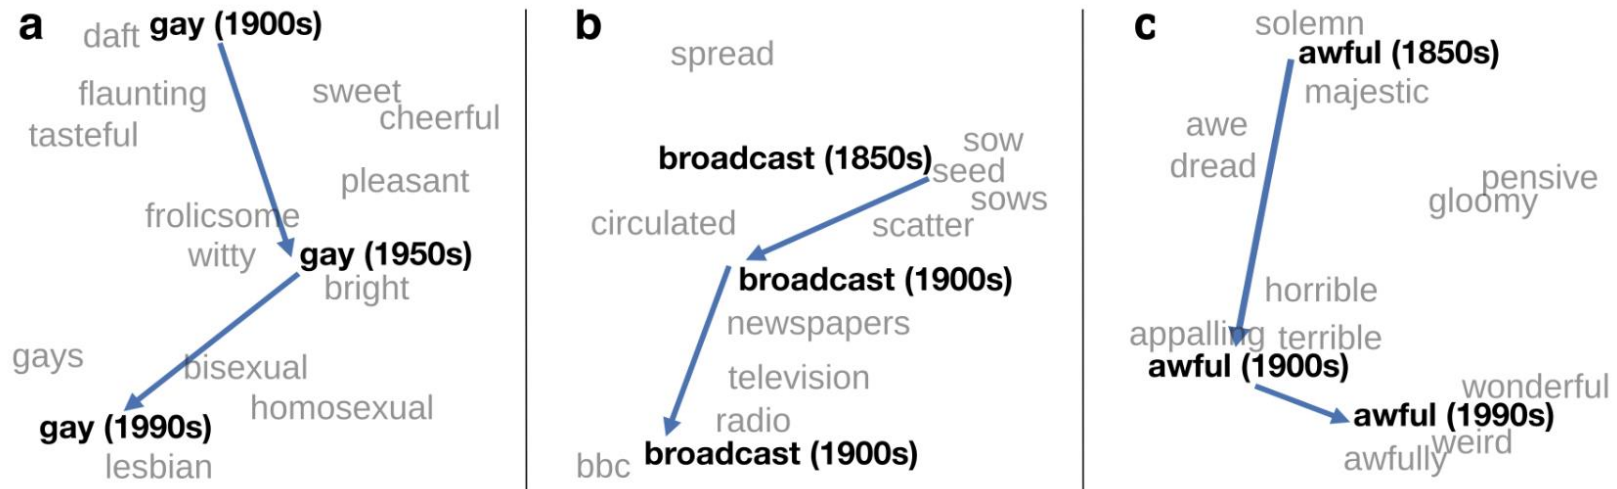 a
daft
gay (1900s)
flaunting
sweet
cheerful
tasteful
pleasant
frolicsome
witty
gay (1950s)
bright
gays
bisexual
homosexual
gay (1990s)
lesbian
b
spread
sow
broadcast (1850s)
seed
sows
circulated
scatter
broadcast (1900s)
newspapers
television
radio
broadcast (1900s)
bbc
c
solemn
awful (1850s)
majestic
awe
dread
pensive
gloomy
horrible
appalling
terrible
awful (1900s)
wonderful
awful (1990s)
weird
awfully